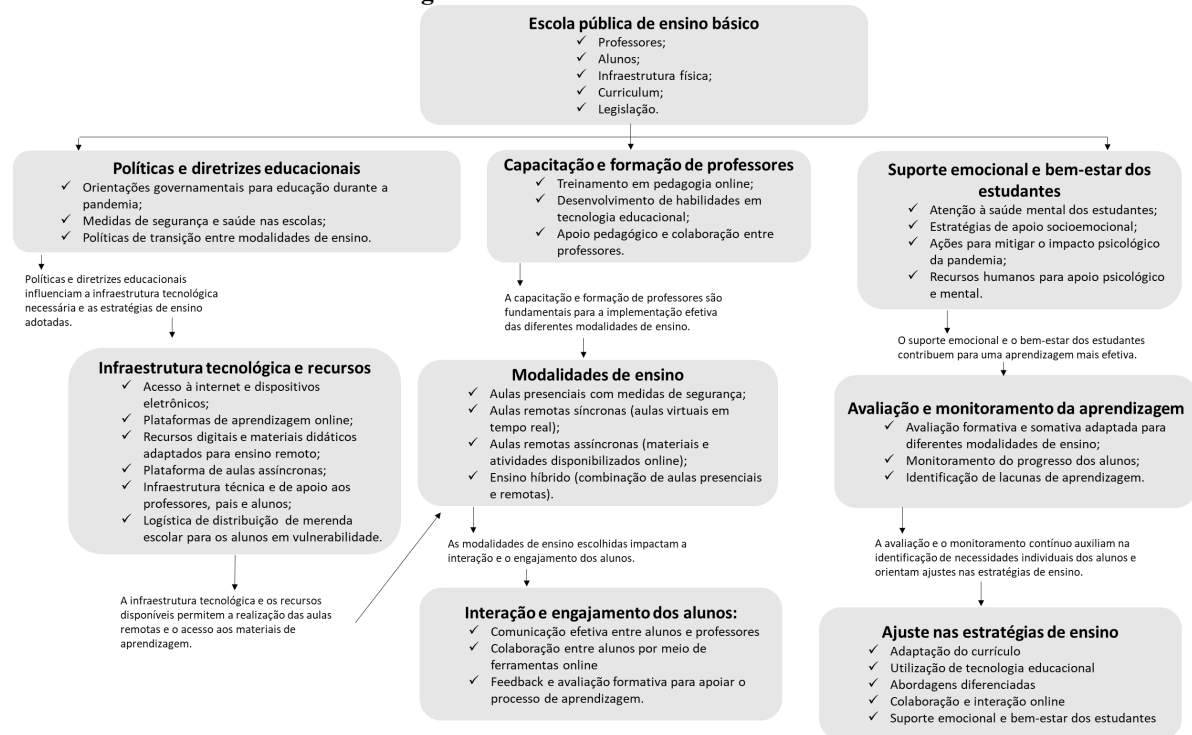 Escola pública de ensino básico
✓ Professores;
✓ Alunos;
✓ Infraestrutura física;
✓ Curriculum;
✓ Legislação.
Políticas e diretrizes educacionais
✓ Orientações governamentais para educação durante a
pandemia;
✓ Medidas de segurança e saúde nas escolas;
✓ Políticas de transição entre modalidades de ensino.
Políticas e diretrizes educacionais
influenciam a infraestrutura tecnológica
necessária e as estratégias de ensino
adotadas.
Infraestrutura tecnológica e recursos
✓ Acesso à internet e dispositivos
eletrônicos;
✓ Plataformas de aprendizagem online;
✓ Recursos digitais e materiais didáticos
adaptados para ensino remoto;
✓ Plataforma de aulas assíncronas;
✓ Infraestrutura técnica e de apoio aos
professores, pais e alunos;
✓ Logística de distribuição de merenda
escolar para os alunos em vulnerabilidade.
A infraestrutura tecnológica e os recursos
disponíveis permitem a realização das aulas
remotas e o acesso aos materiais de
aprendizagem.
Capacitação e formação de professores
✓ Treinamento em pedagogia online;
✓ Desenvolvimento de habilidades em
tecnologia educacional;
✓ Apoio pedagógico e colaboração entre
professores.
A capacitação e formação de professores são
fundamentais para a implementação efetiva
das diferentes modalidades de ensino.
Modalidades de ensino
✓ Aulas presenciais com medidas de segurança;
✓ Aulas remotas síncronas (aulas virtuais em
tempo real);
✓ Aulas remotas assíncronas (materiais e
atividades disponibilizados online);
✓ Ensino híbrido (combinação de aulas presenciais
e remotas).
As modalidades de ensino escolhidas impactam a
interação e o engajamento dos alunos.
Interação e engajamento dos alunos:
✓ Comunicação efetiva entre alunos e professores
✓ Colaboração entre alunos por meio de
ferramentas online
✓ Feedback e avaliação formativa para apoiar o
processo de aprendizagem.
Suporte emocional e bem-estar dos
estudantes
✓ Atenção à saúde mental dos estudantes;
✓ Estratégias de apoio socioemocional;
✓ Ações para mitigar o impacto psicológico
da pandemia;
✓ Recursos humanos para apoio psicológico
e mental.
O suporte emocional e o bem-estar dos estudantes
contribuem para uma aprendizagem mais efetiva.
Avaliação e monitoramento da aprendizagem
✓ Avaliação formativa e somativa adaptada para
diferentes modalidades de ensino;
✓ Monitoramento do progresso dos alunos;
✓ Identificação de lacunas de aprendizagem.
A avaliação e o monitoramento contínuo auxiliam na
identificação de necessidades individuais dos alunos e
orientam ajustes nas estratégias de ensino.
Ajuste nas estratégias de ensino
✓ Adaptação do currículo
✓ Utilização de tecnologia educacional
✓ Abordagens diferenciadas
✓ Colaboração e interação online
✓ Suporte emocional e bem-estar dos estudantes